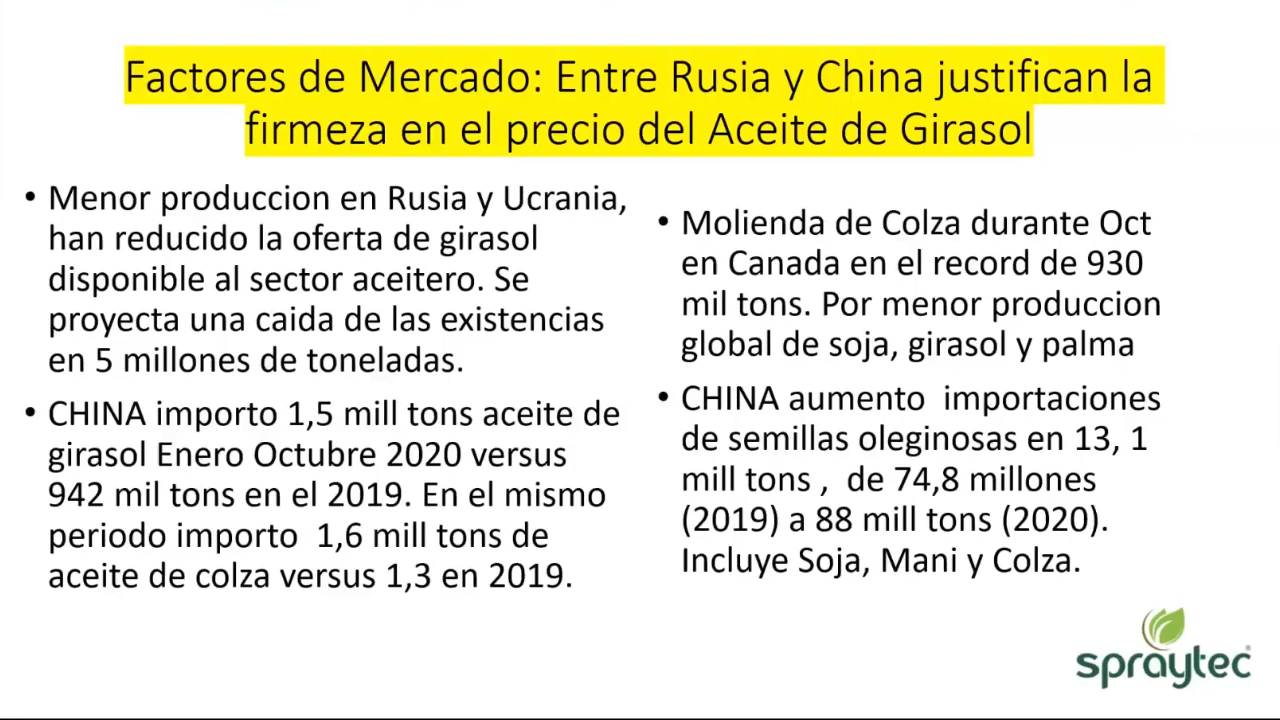 Factores de Mercado: Entre Rusia y China justifican la
firmeza en el precio del Aceite de Girasol
• Menor produccion en Rusia y Ucrania,
han reducido la oferta de girasol
disponible al sector aceitero. Se
proyecta una caida de las existencias
en 5 millones de toneladas.
• CHINA importo 1,5 mill tons aceite de
girasol Enero Octubre 2020 versus
942 mil tons en el 2019. En el mismo
periodo importo  1,6 mill tons de
aceite de colza versus 1,3 en 2019.
• Molienda de Colza durante Oct
en Canada en el record de 930
mil tons. Por menor produccion
global de soja, girasol y palma
• CHINA aumento  importaciones
de semillas oleginosas en 13, 1
mill tons ,  de 74,8 millones
(2019) a 88 mill tons (2020).
Incluye Soja, Mani y Colza.
spraytec